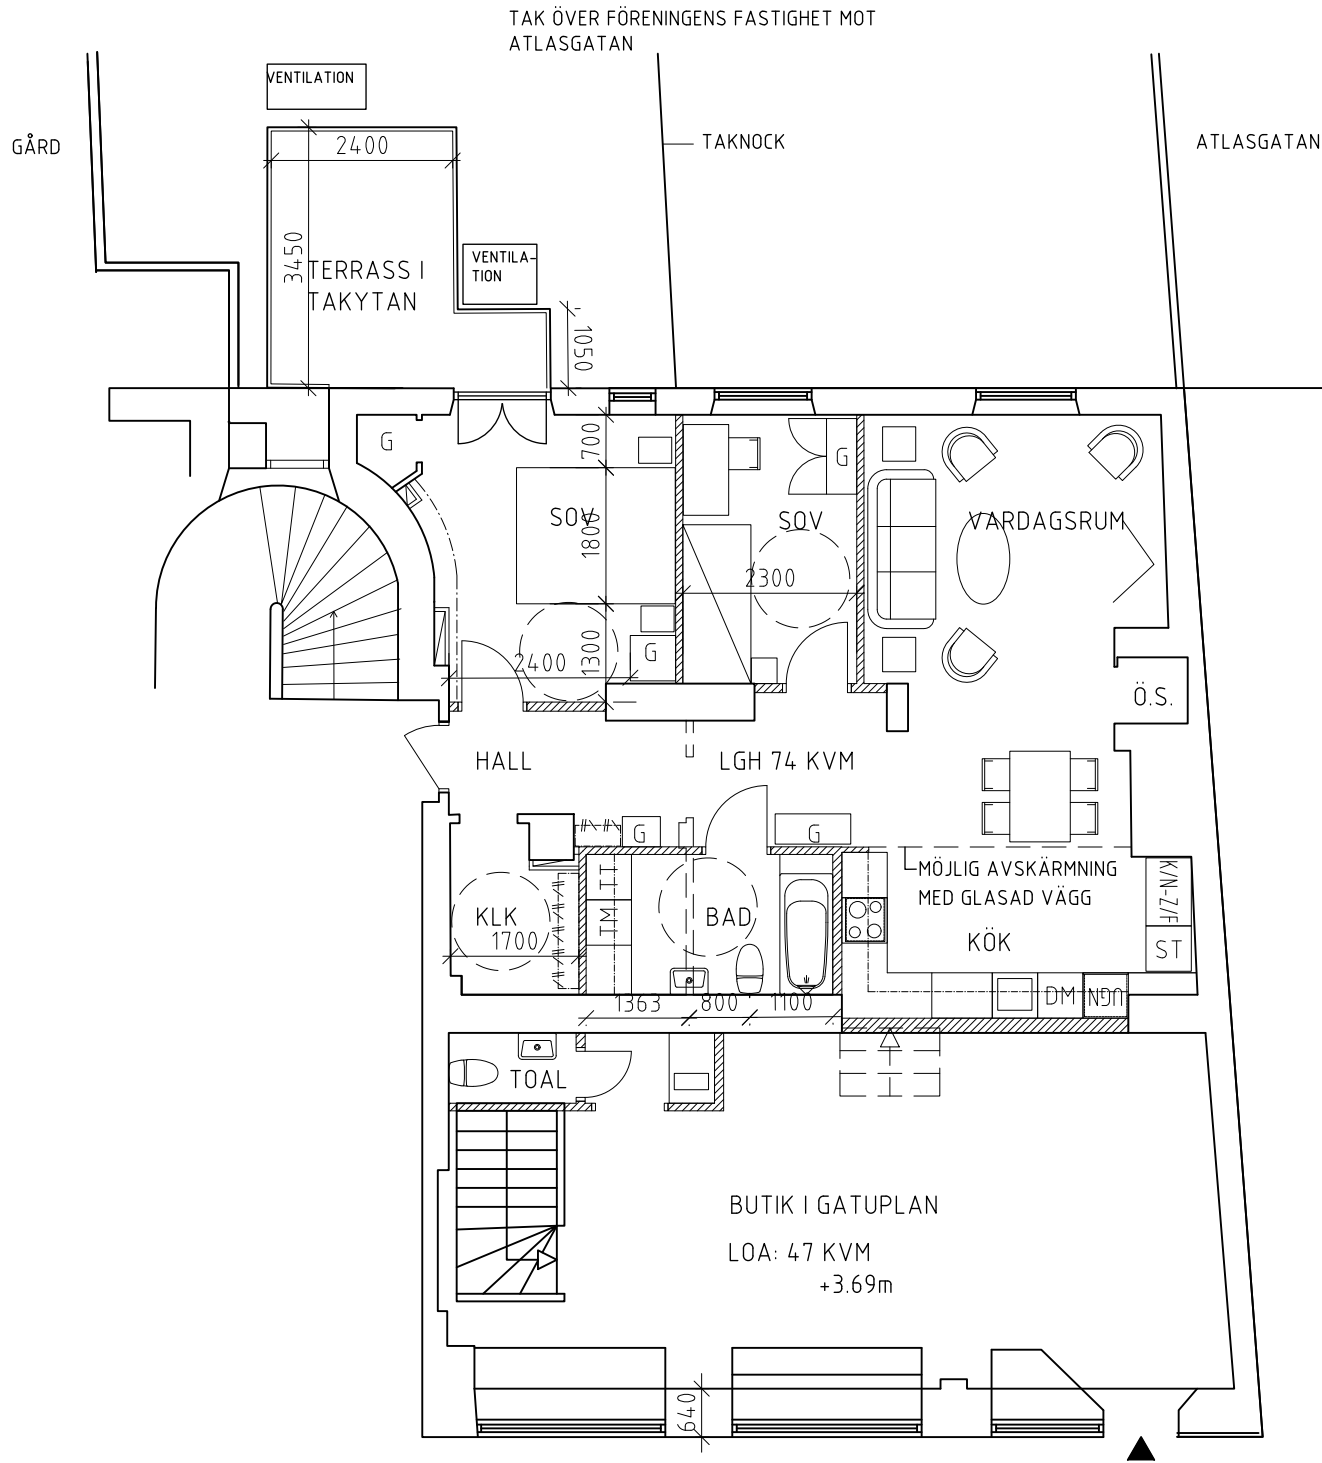 TAK ÖVER FÖRENINGENS FASTIGHET MOT
ATLASGATAN
VENTILATION
GÅRD
2400
TAKNOCK
ATLASGATAN
3450
TERRASS I
TAKYTAN
VENTILA-
TION
1050
G
700
G
SOV
1800
SOV
VARDAGSRUM
2300
1300
G
2400
Ö.S.
HALL
LGH 74 KVM
G
G
MÖJLIG AVSKÄRMNING
MED GLASAD VÄGG
TT
TM
K/N-Z/F
KLK
BAD
1700
KÖK
ST
1363
800
1100
DM
UGN
TOAL
BUTIK I GATUPLAN
LOA: 47 KVM
+3.69m
640